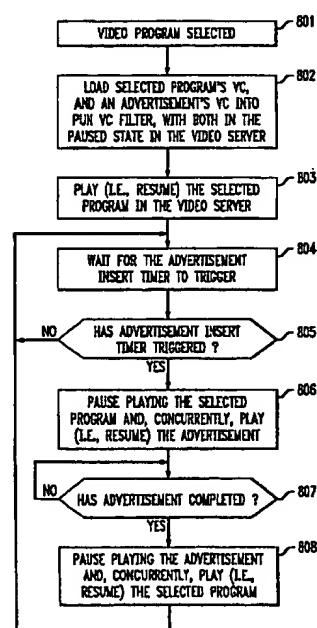 801
VIDEO PROGRAM SELECTED
802
LOAD SELECTED PROGRAM'S VC,
AND AN ADVERTISEMENT'S VC INTO
PUN VC FILTER, WITH BOTH IN THE
PAUSED STATE IN THE VIDEO SERVER
803
PLAY (I.E., RESUME) THE SELECTED
PROGRAM IN THE VIDEO SERVER
804
WAIT FOR THE ADVERTISEMENT
INSERT TIMER TO TRIGGER
805
NO
HAS ADVERTISEMENT INSERT
TIMER TRIGGERED ?
YES
806
PAUSE PLAYING THE SELECTED
PROGRAM AND, CONCURRENTLY, PLAY
(I.E., RESUME) THE ADVERTISEMENT
807
NO
HAS ADVERTISEMENT COMPLETED ?
YES
808
PAUSE PLAYING THE ADVERTISEMENT
AND, CONCURRENTLY, PLAY (I.E.,
RESUME) THE SELECTED PROGRAM